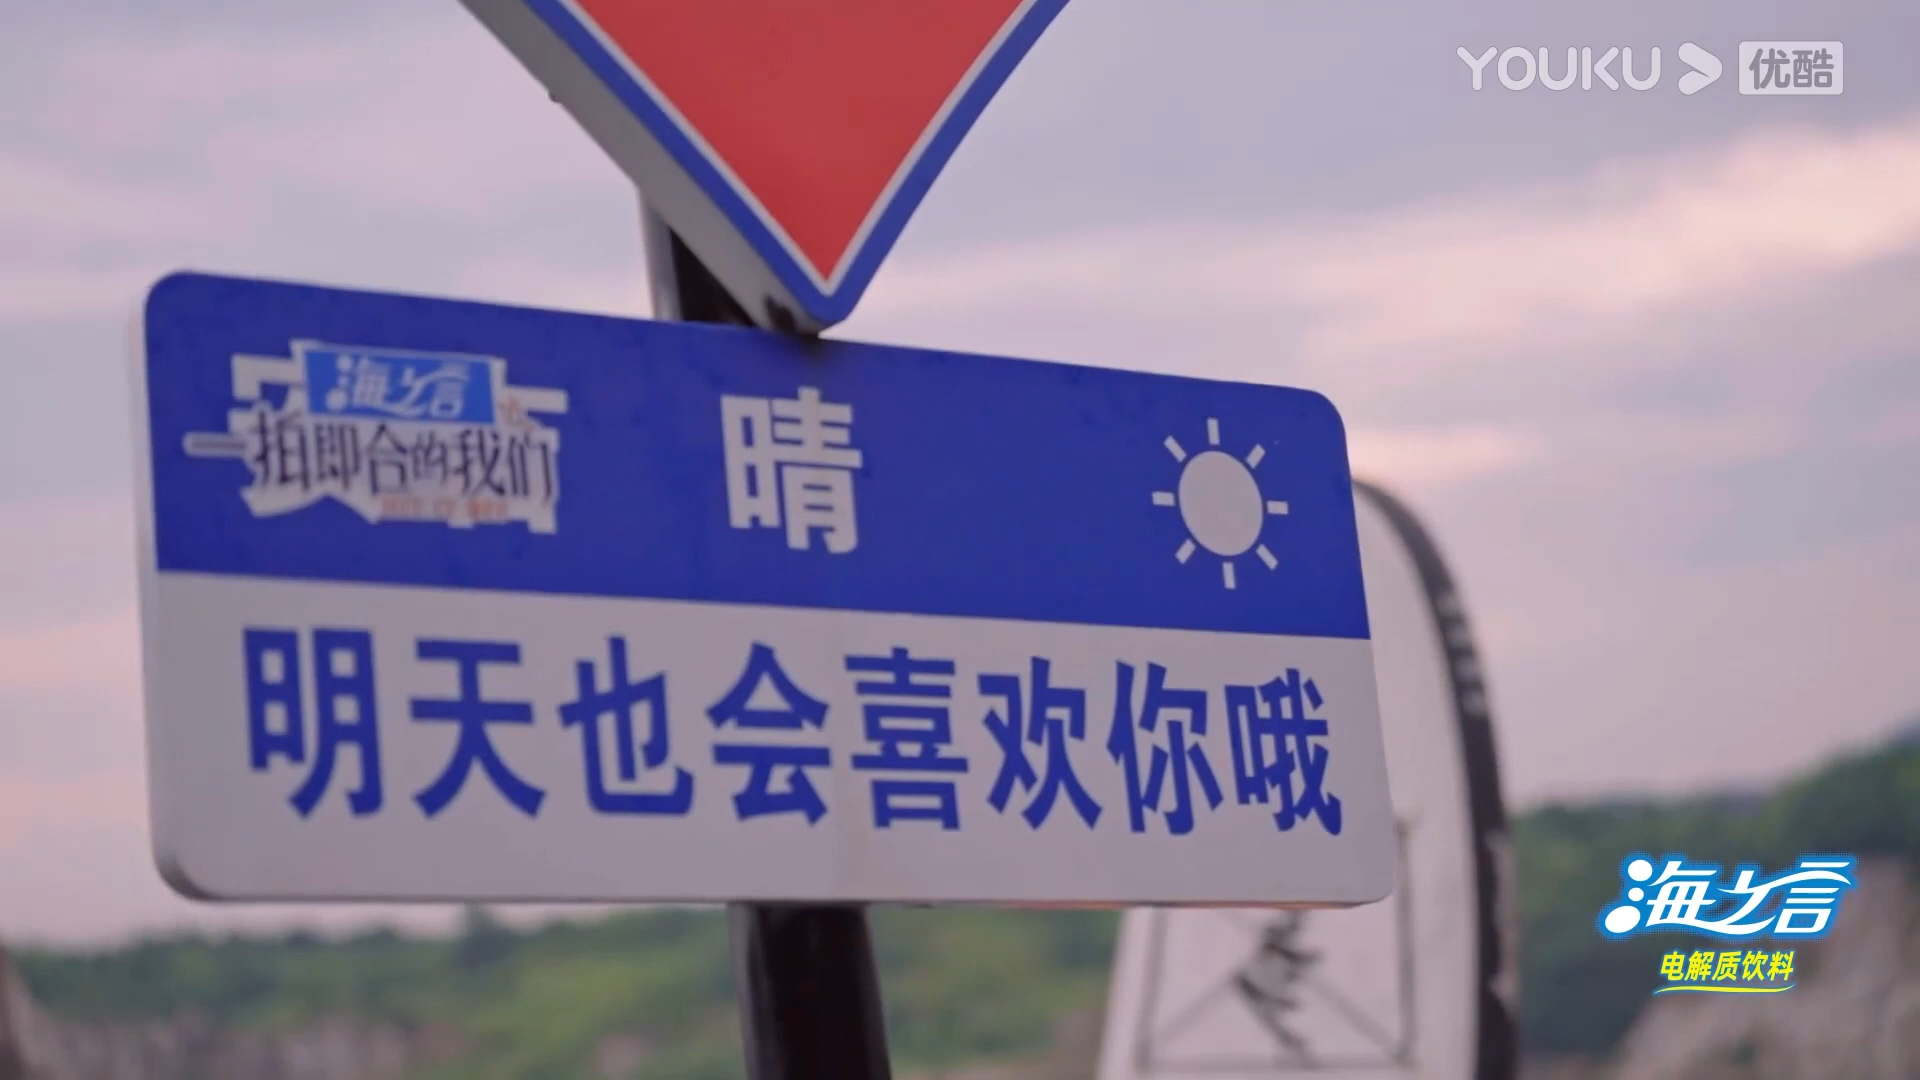 YOUKU 优酷
海之言
一拍即合的我们
晴
明天也会喜欢你哦
海之言
电解质饮料